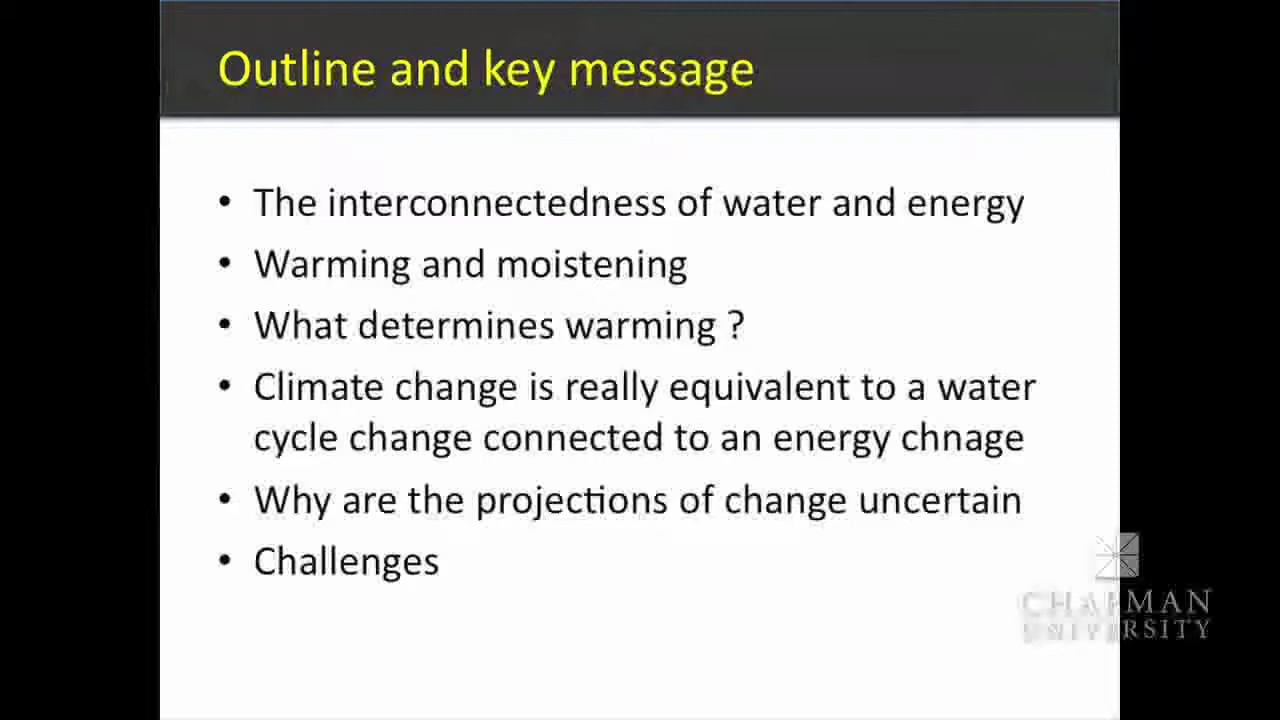 Outline and key message
• The interconnectedness of water and energy
• Warming and moistening
• What determines warming ?
• Climate change is really equivalent to a water
cycle change connected to an energy chnage
• Why are the projections of change uncertain
• Challenges
CHAPMAN
UNIVERSITY